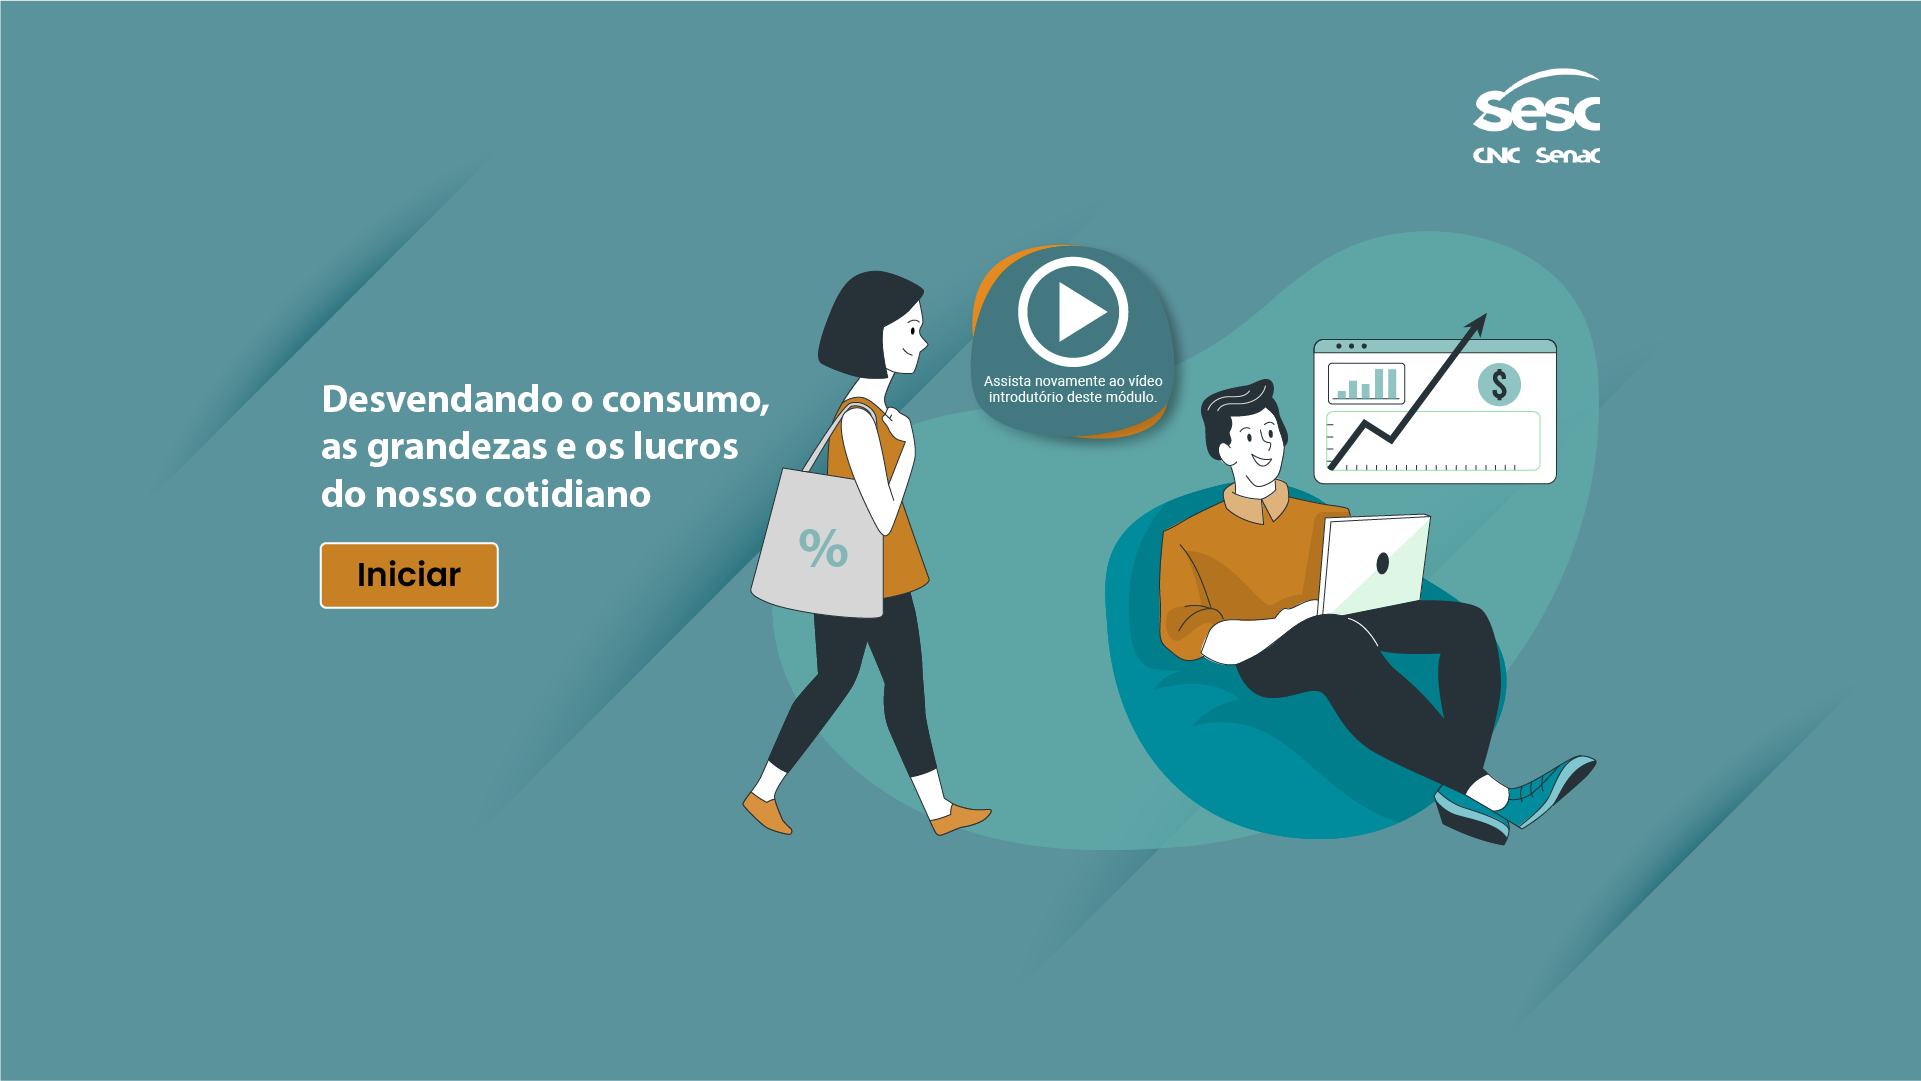 Sesc
CNC Senac
Assista novamente ao vídeo
introdutório deste módulo.
Desvendando o consumo,
as grandezas e os lucros
do nosso cotidiano
Iniciar
%
$